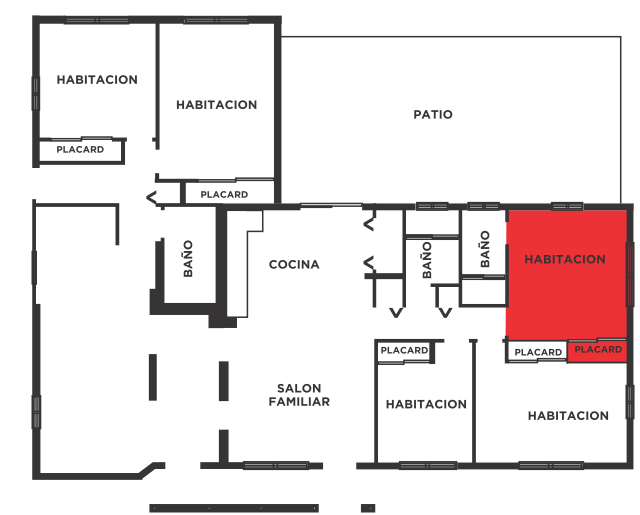 HABITACION
HABITACION
PATIO
PLACARD
PLACARD
BAÑO
COCINA
BAÑO
BAÑO
HABITACION
PLACARD
PLACARD
PLACARD
SALON
FAMILIAR
HABITACION
HABITACION